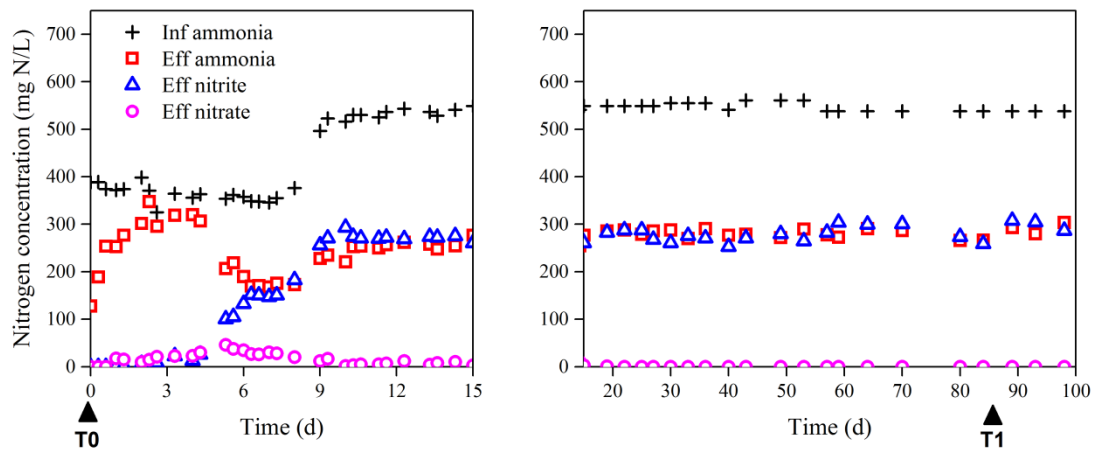 Nitrogen concentration (mg N/L)
700
600
500
400
300
200
100
0
Inf ammonia
Eff ammonia
Eff nitrite
Eff nitrate
0 3 6 9 12 15
Time (d)
T0
700
600
500
400
300
200
100
0
20 30 40 50 60 70 80 90 100
Time (d)
T1